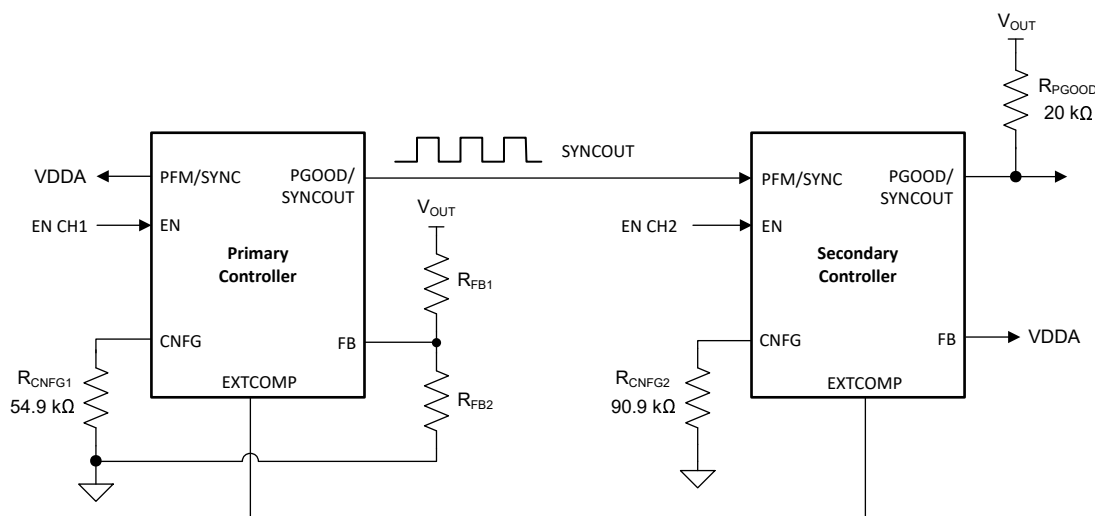 VOUT
RPGOOD
20 kΩ
SYNCOUT
VDDA
PFM/SYNC
PGOOD/
SYNCOUT
PFM/SYNC
PGOOD/
SYNCOUT
VOUT
EN CH1
EN
EN CH2
EN
Primary
Controller
Secondary
Controller
RFB1
CNFG
FB
CNFG
FB
VDDA
RCNFG1
54.9 kΩ
EXTCOMP
RFB2
RCNFG2
90.9 kΩ
EXTCOMP